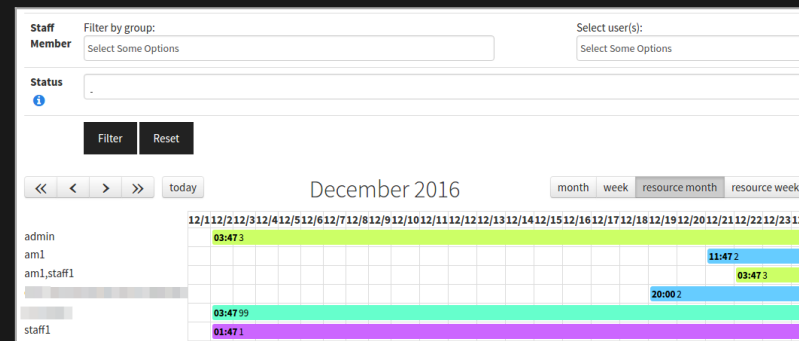 Staff Member
Filter by group:
Select Some Options
Select user(s):
Select Some Options
Status
-
Filter Reset
today
December 2016
month week resource month resource week
12/1 12/2 12/3 12/4 12/5 12/6 12/7 12/8 12/9 12/10 12/11 12/12 12/13 12/14 12/15 12/16 12/17 12/18 12/19 12/20 12/21 12/22 12/23
admin 03:47 3
am1 11:47 2
am1,staff1 03:47 3
20:00 2
03:47 99
staff1 01:47 1